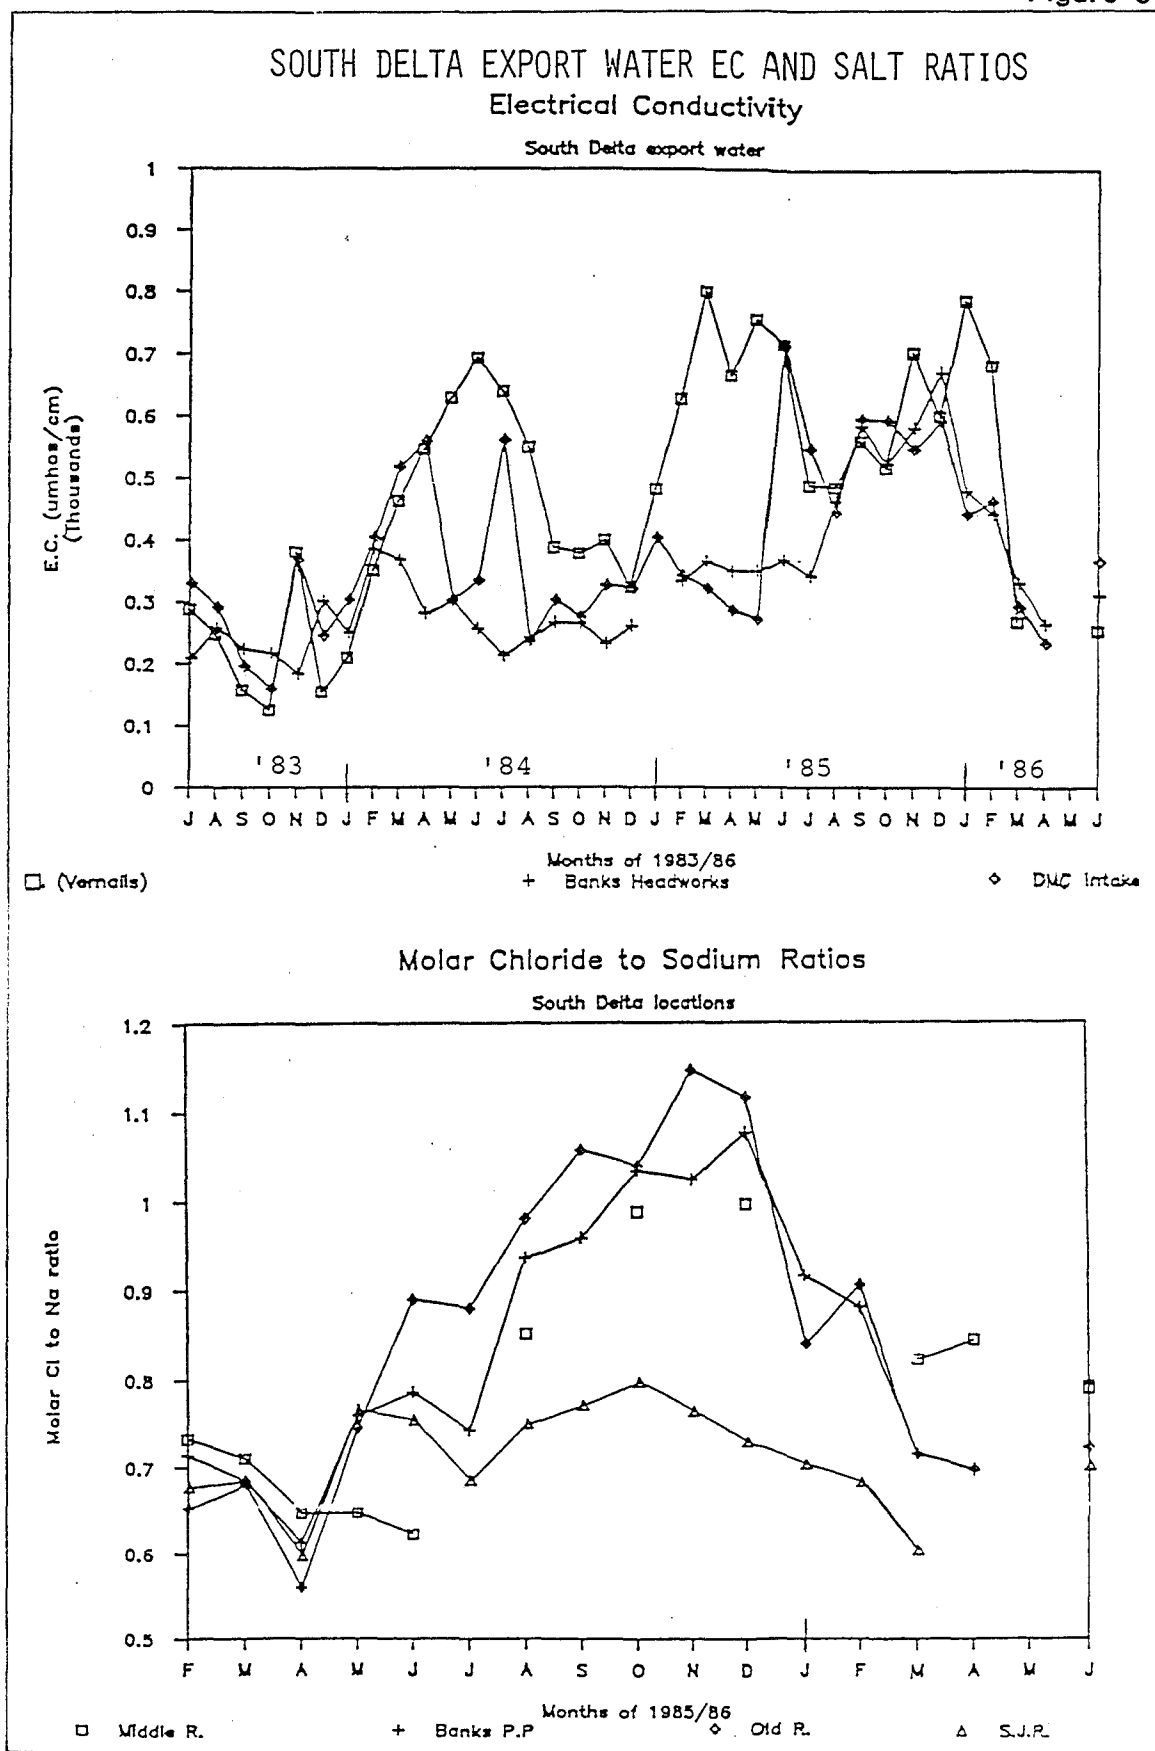 SOUTH DELTA EXPORT WATER EC AND SALT RATIOS
Electrical Conductivity
South Delta export water
1
0.9
0.8
0.7
0.6
0.5
0.4
0.3
0.2
0.1
0
E.C. (umhos/cm)
(Thousands)
'83 '84 '85 '86
J A S O N D J F M A M J J A S O N D J F M A M J J A S O N D J F M A M J
Months of 1983/86
(Vernalis) + Banks Headworks ◇ DMC Intake
Molar Chloride to Sodium Ratios
South Delta locations
1.2
1.1
1
0.9
0.8
0.7
0.6
0.5
Molar Cl to Na ratio
F M A M J J A S O N D J F M A M J
Months of 1985/86
□ Middle R. + Banks P.P ◇ Old R. △ S.J.R.